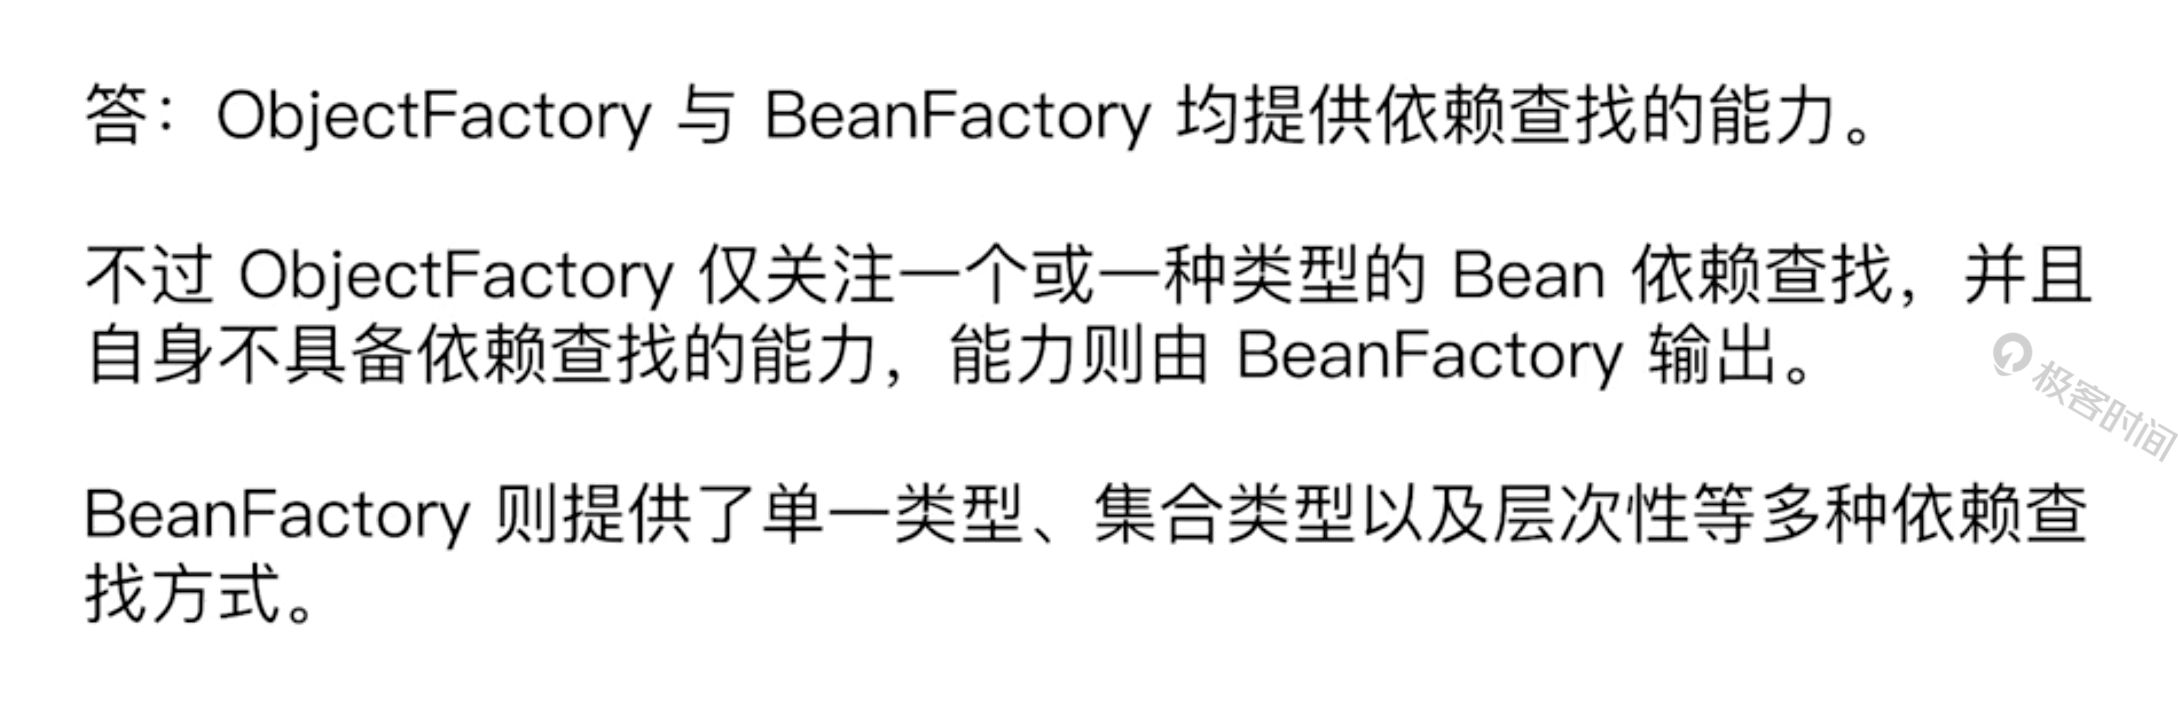 答：ObjectFactory 与 BeanFactory 均提供依赖查找的能力。
不过 ObjectFactory 仅关注一个或一种类型的 Bean 依赖查找，并且
自身不具备依赖查找的能力，能力则由 BeanFactory 输出。
极客时间
BeanFactory 则提供了单一类型、集合类型以及层次性等多种依赖查
找方式。